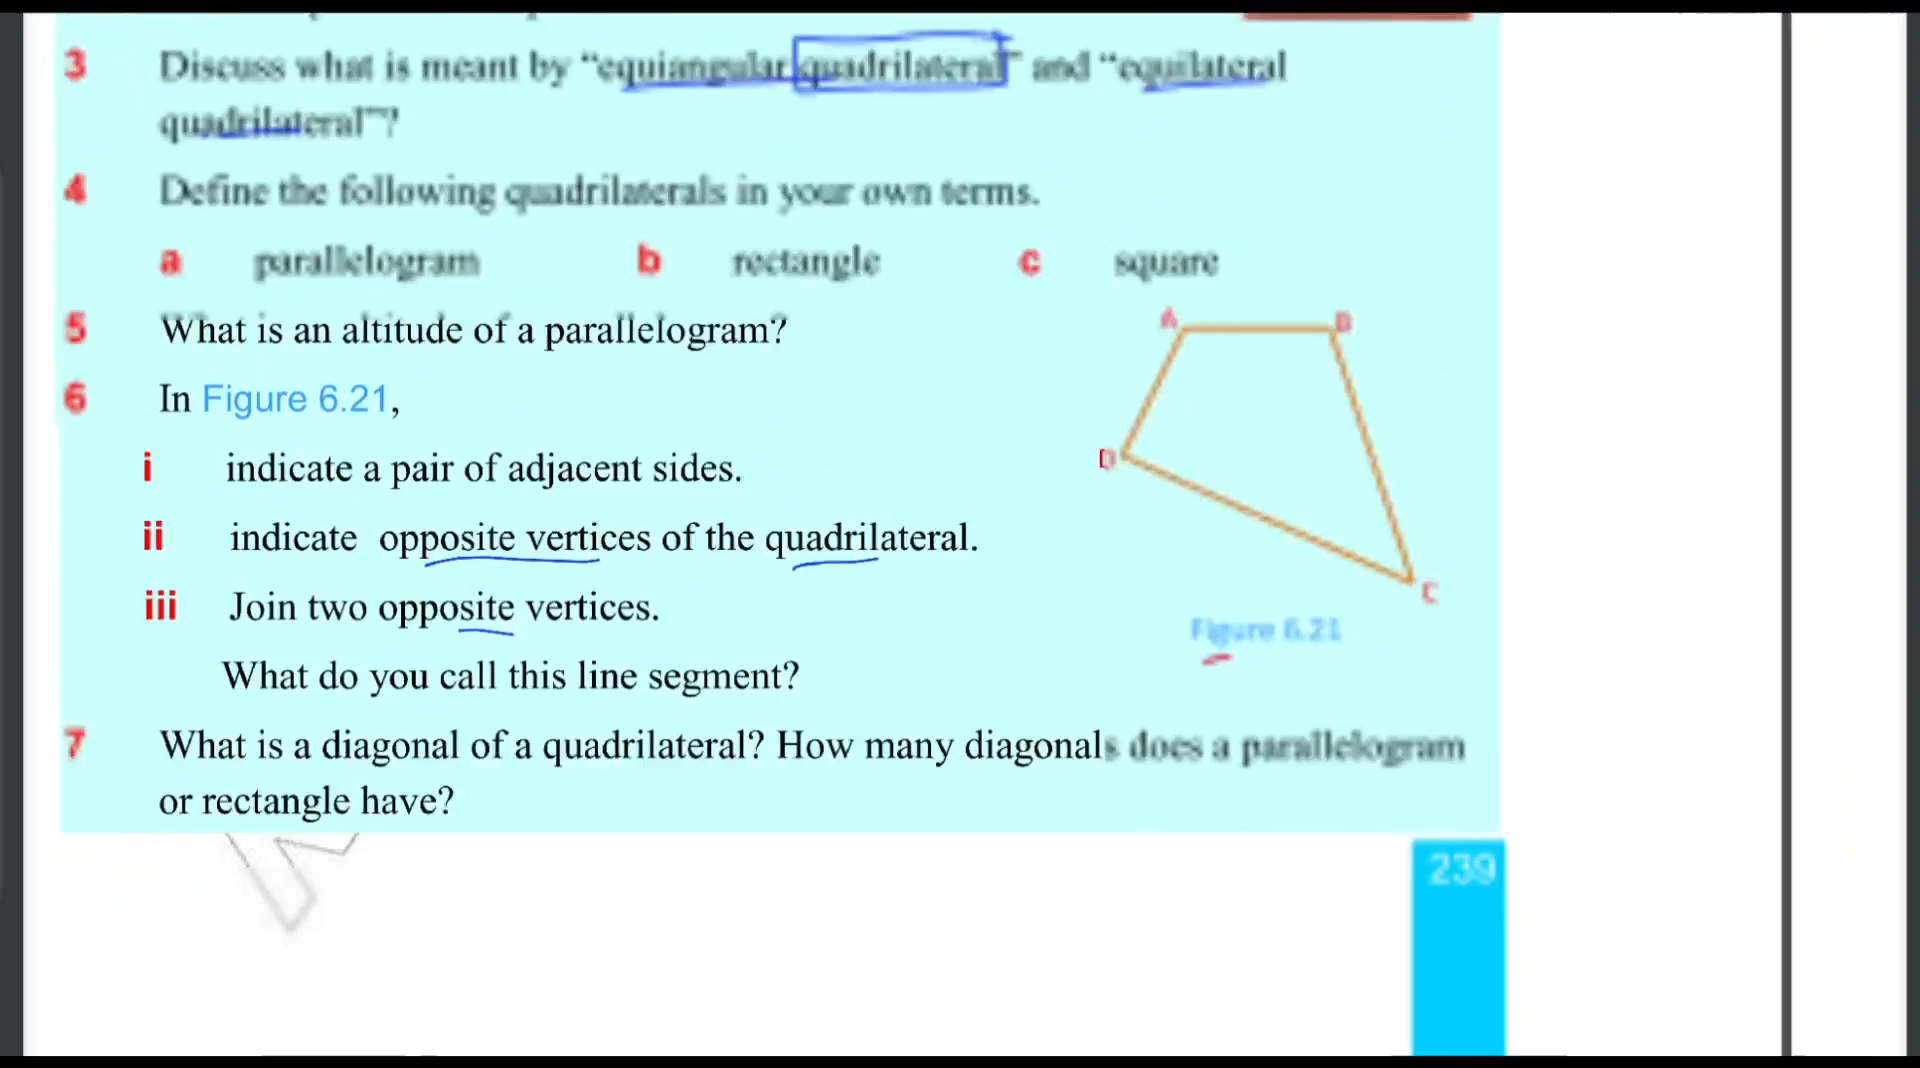 3 Discuss what is meant by “equiangular quadrilateral” and “equilateral
quadrilateral”?
4 Define the following quadrilaterals in your own terms.
a parallelogram b rectangle c square
5 What is an altitude of a parallelogram?
6 In Figure 6.21,
i indicate a pair of adjacent sides.
ii indicate opposite vertices of the quadrilateral.
iii Join two opposite vertices.
What do you call this line segment?
A B
D
C
Figure 6.21
7 What is a diagonal of a quadrilateral? How many diagonals does a parallelogram
or rectangle have?
239